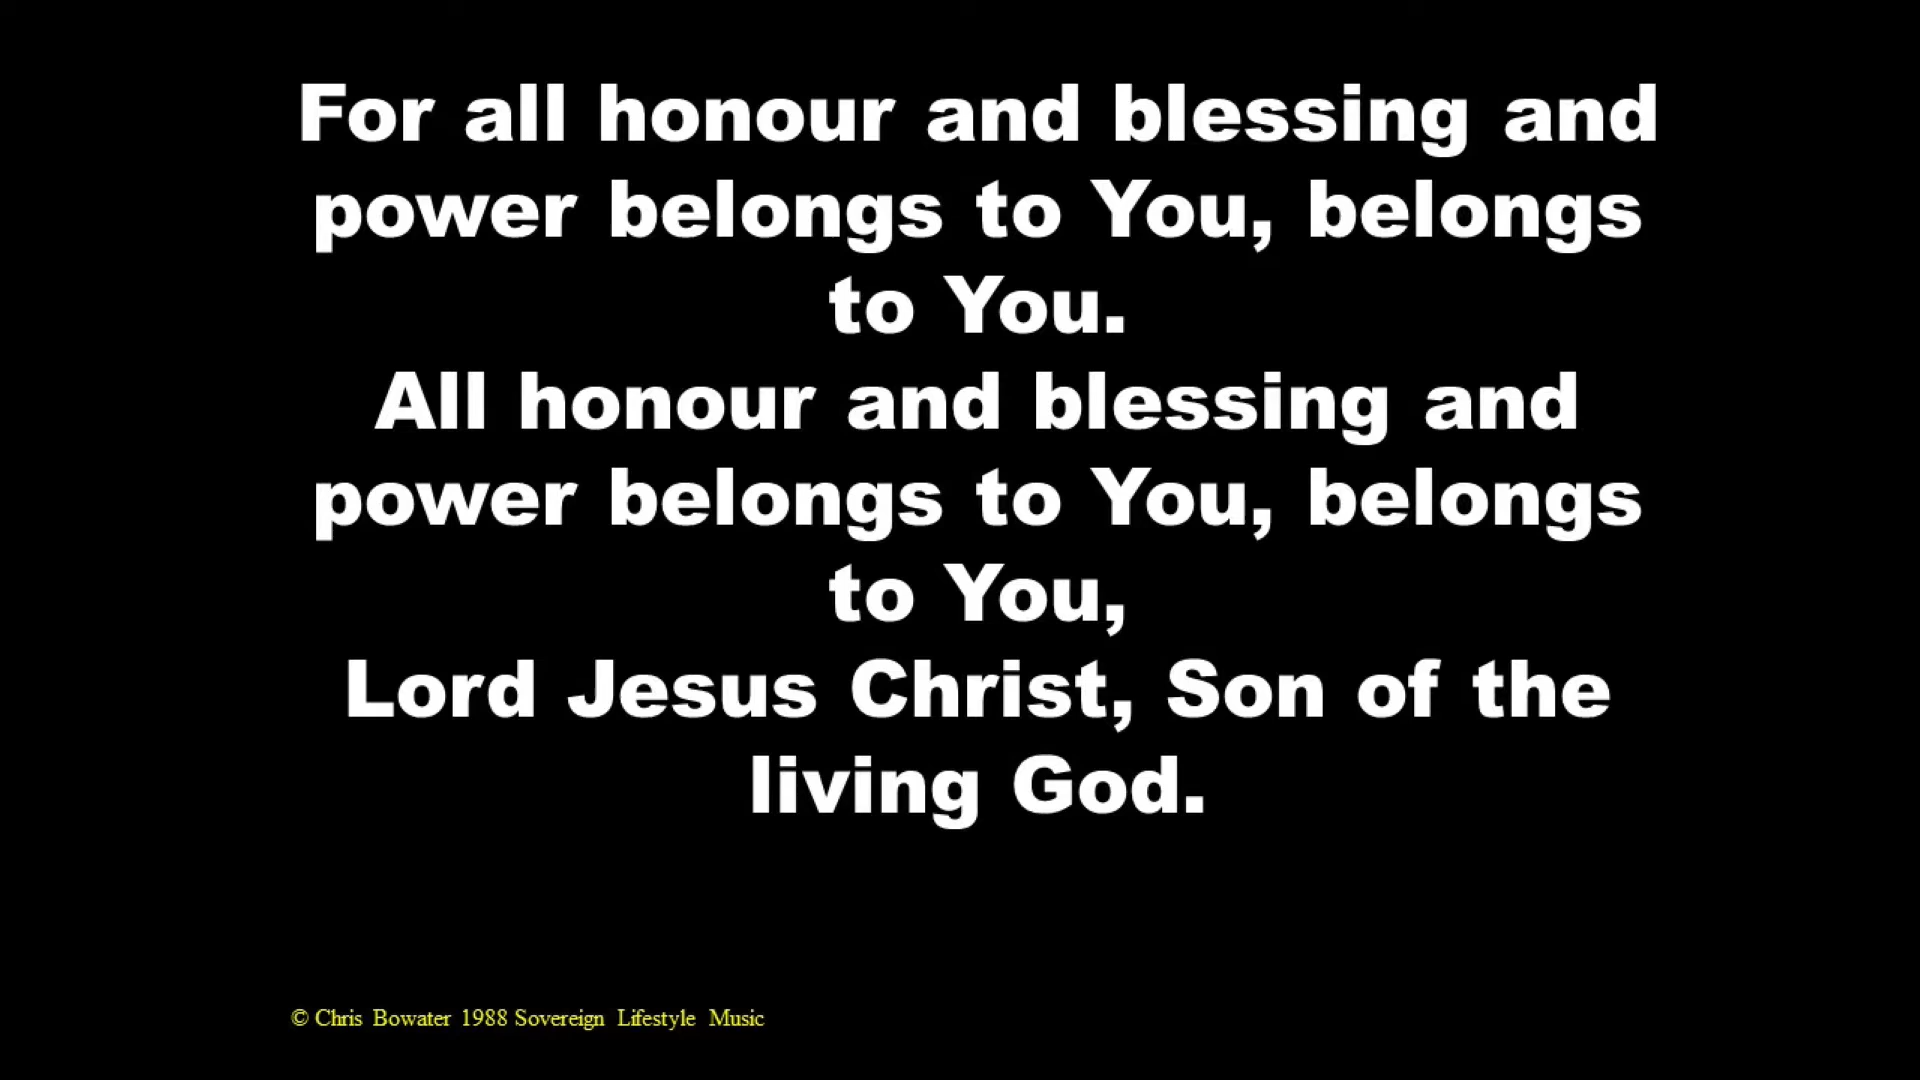 For all honour and blessing and
power belongs to You, belongs
to You.
All honour and blessing and
power belongs to You, belongs
to You,
Lord Jesus Christ, Son of the
living God.
© Chris Bowater 1988 Sovereign Lifestyle Music